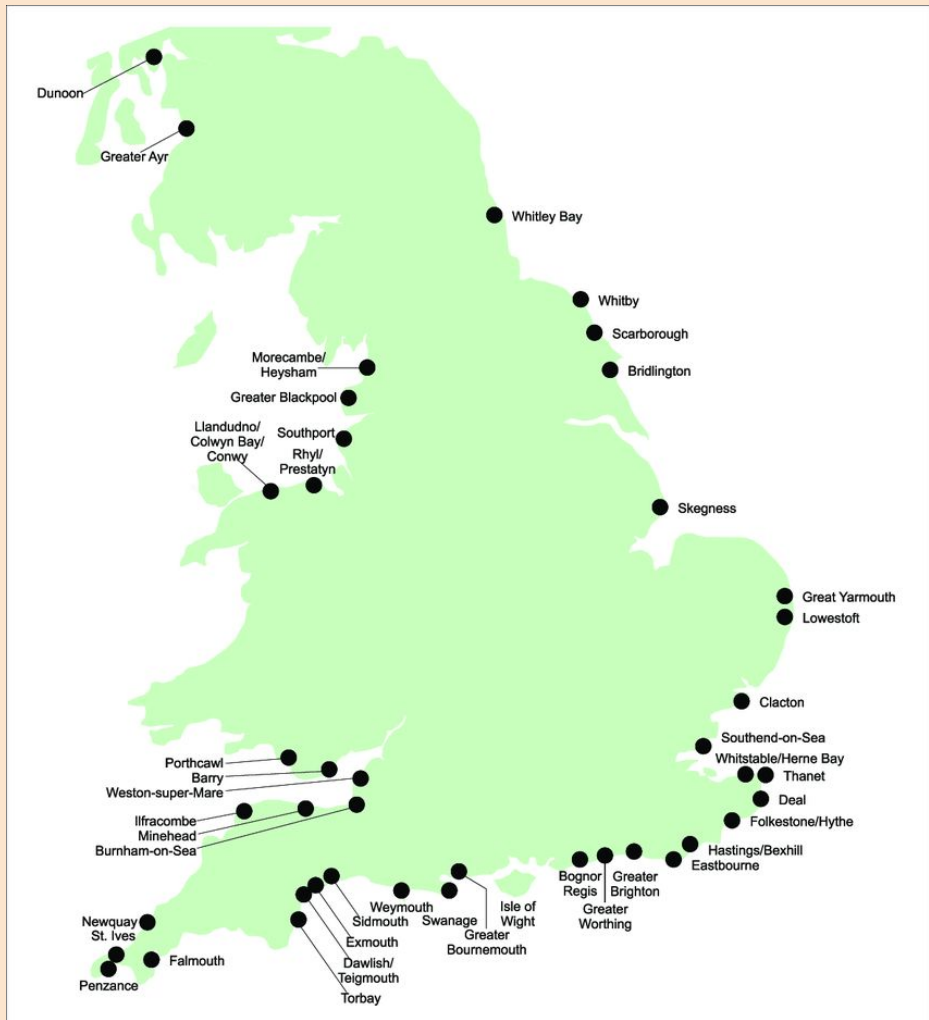 Dunoon
Greater Ayr
Whitley Bay
Whitby
Scarborough
Morecambe/
Heysham
Bridlington
Greater Blackpool
Llandudno/
Colwyn Bay/
Conwy
Southport
Rhyl/
Prestatyn
Skegness
Great Yarmouth
Lowestoft
Clacton
Southend-on-Sea
Whitstable/Herne Bay
Thanet
Porthcawl
Barry
Weston-super-Mare
Deal
Ilfracombe
Minehead
Burnham-on-Sea
Folkestone/Hythe
Hastings/Bexhill
Eastbourne
Bognor
Regis
Greater
Brighton
Greater
Worthing
Isle of
Wight
Weymouth
Swanage
Greater
Bournemouth
Sidmouth
Exmouth
Dawlish/
Teigmouth
Torbay
Newquay
St. Ives
Falmouth
Penzance